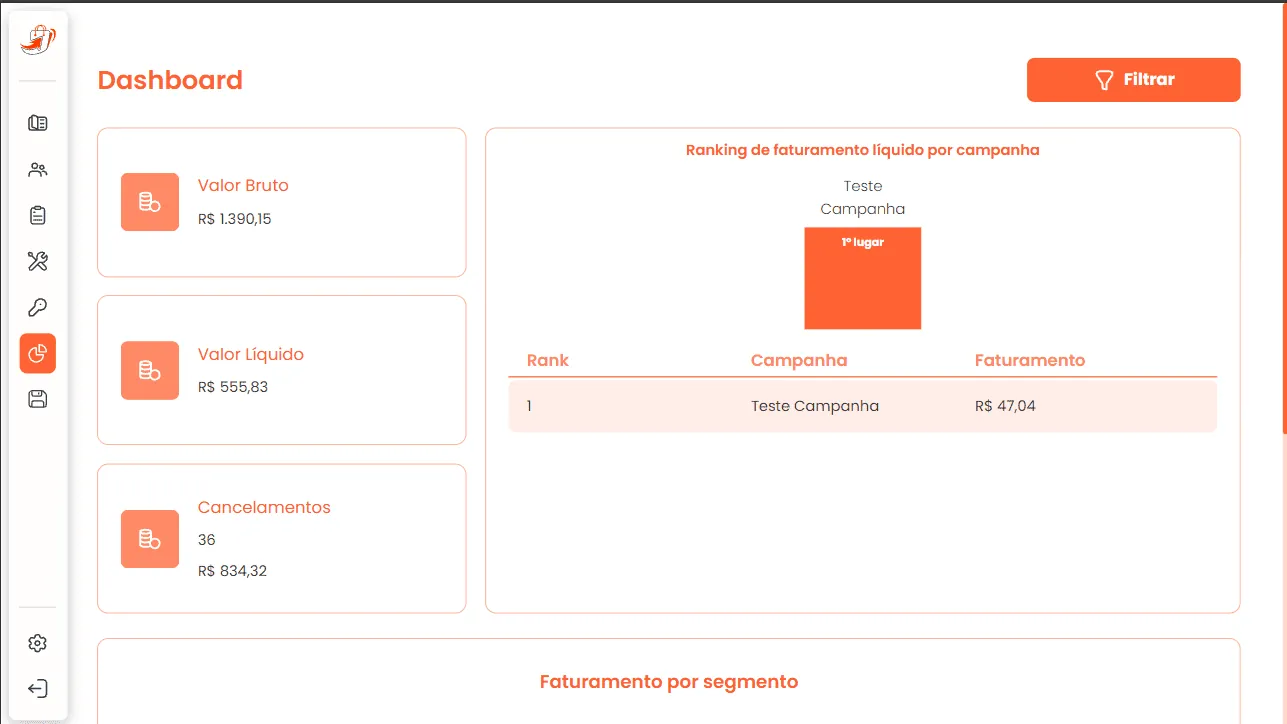 Dashboard
Filtrar
Valor Bruto
R$ 1.390,15
Valor Líquido
R$ 555,83
Cancelamentos
36
R$ 834,32
Ranking de faturamento líquido por campanha
Teste
Campanha
1º lugar
Rank Campanha Faturamento
1 Teste Campanha R$ 47,04
Faturamento por segmento